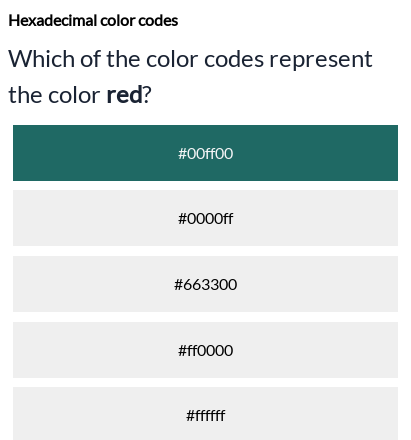 Hexadecimal color codes
Which of the color codes represent
the color red?
#00ff00
#0000ff
#663300
#ff0000
#ffffff